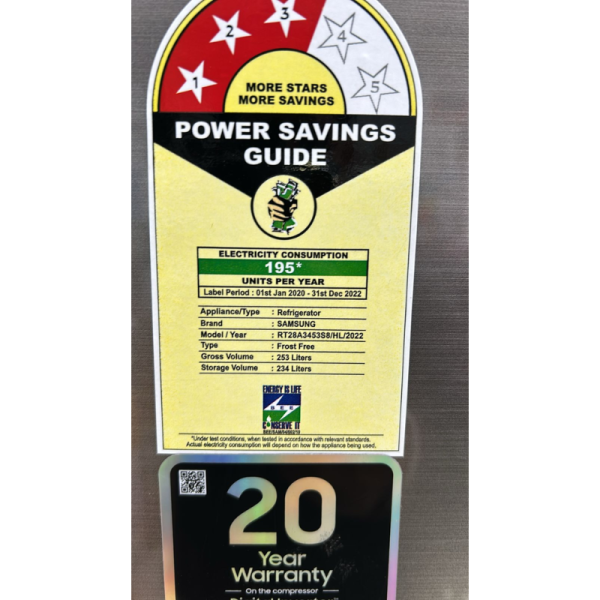 1 2 3 4 5
MORE STARS
MORE SAVINGS
POWER SAVINGS
GUIDE
ELECTRICITY CONSUMPTION
195*
UNITS PER YEAR
Label Period : 01st Jan 2020 - 31st Dec 2022
Appliance/Type : Refrigerator
Brand : SAMSUNG
Model / Year : RT28A3453S8/HL/2022
Type : Frost Free
Gross Volume : 253 Liters
Storage Volume : 234 Liters
ENERGY IS LIFE
BEE
CONSERVE IT
*Under test conditions, when tested in accordance with relevant standards.
Actual electricity consumption will depend on how the appliance being used.
20
Year
Warranty
On the compressor